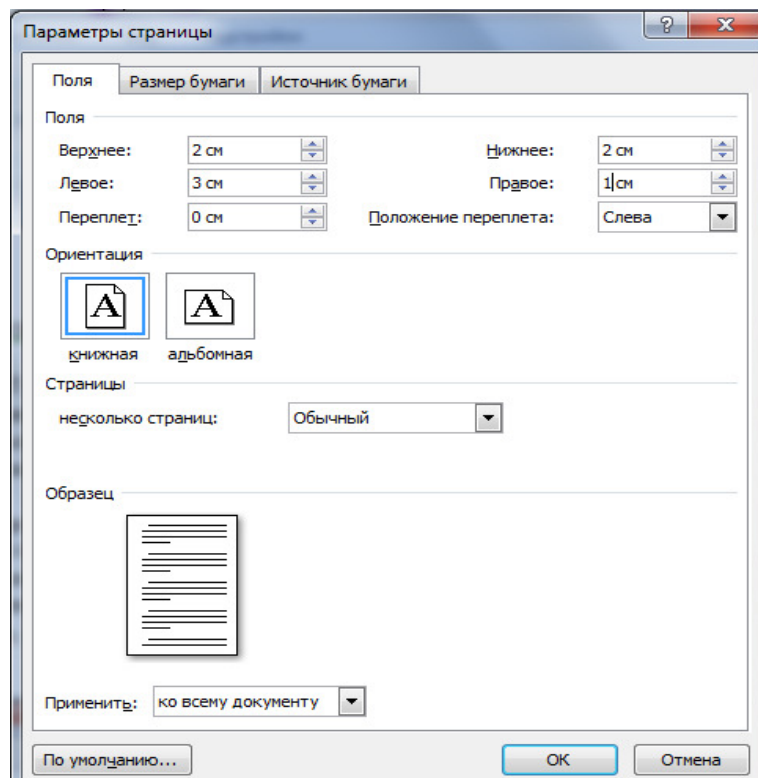 Параметры страницы
Поля Размер бумаги Источник бумаги
Поля
Верхнее: 2 см Нижнее: 2 см
Левое: 3 см Правое: 1 см
Переплет: 0 см Положение переплета: Слева
Ориентация
A A
книжная альбомная
Страницы
несколько страниц: Обычный
Образец
Применить: ко всему документу
По умолчанию... ОК Отмена